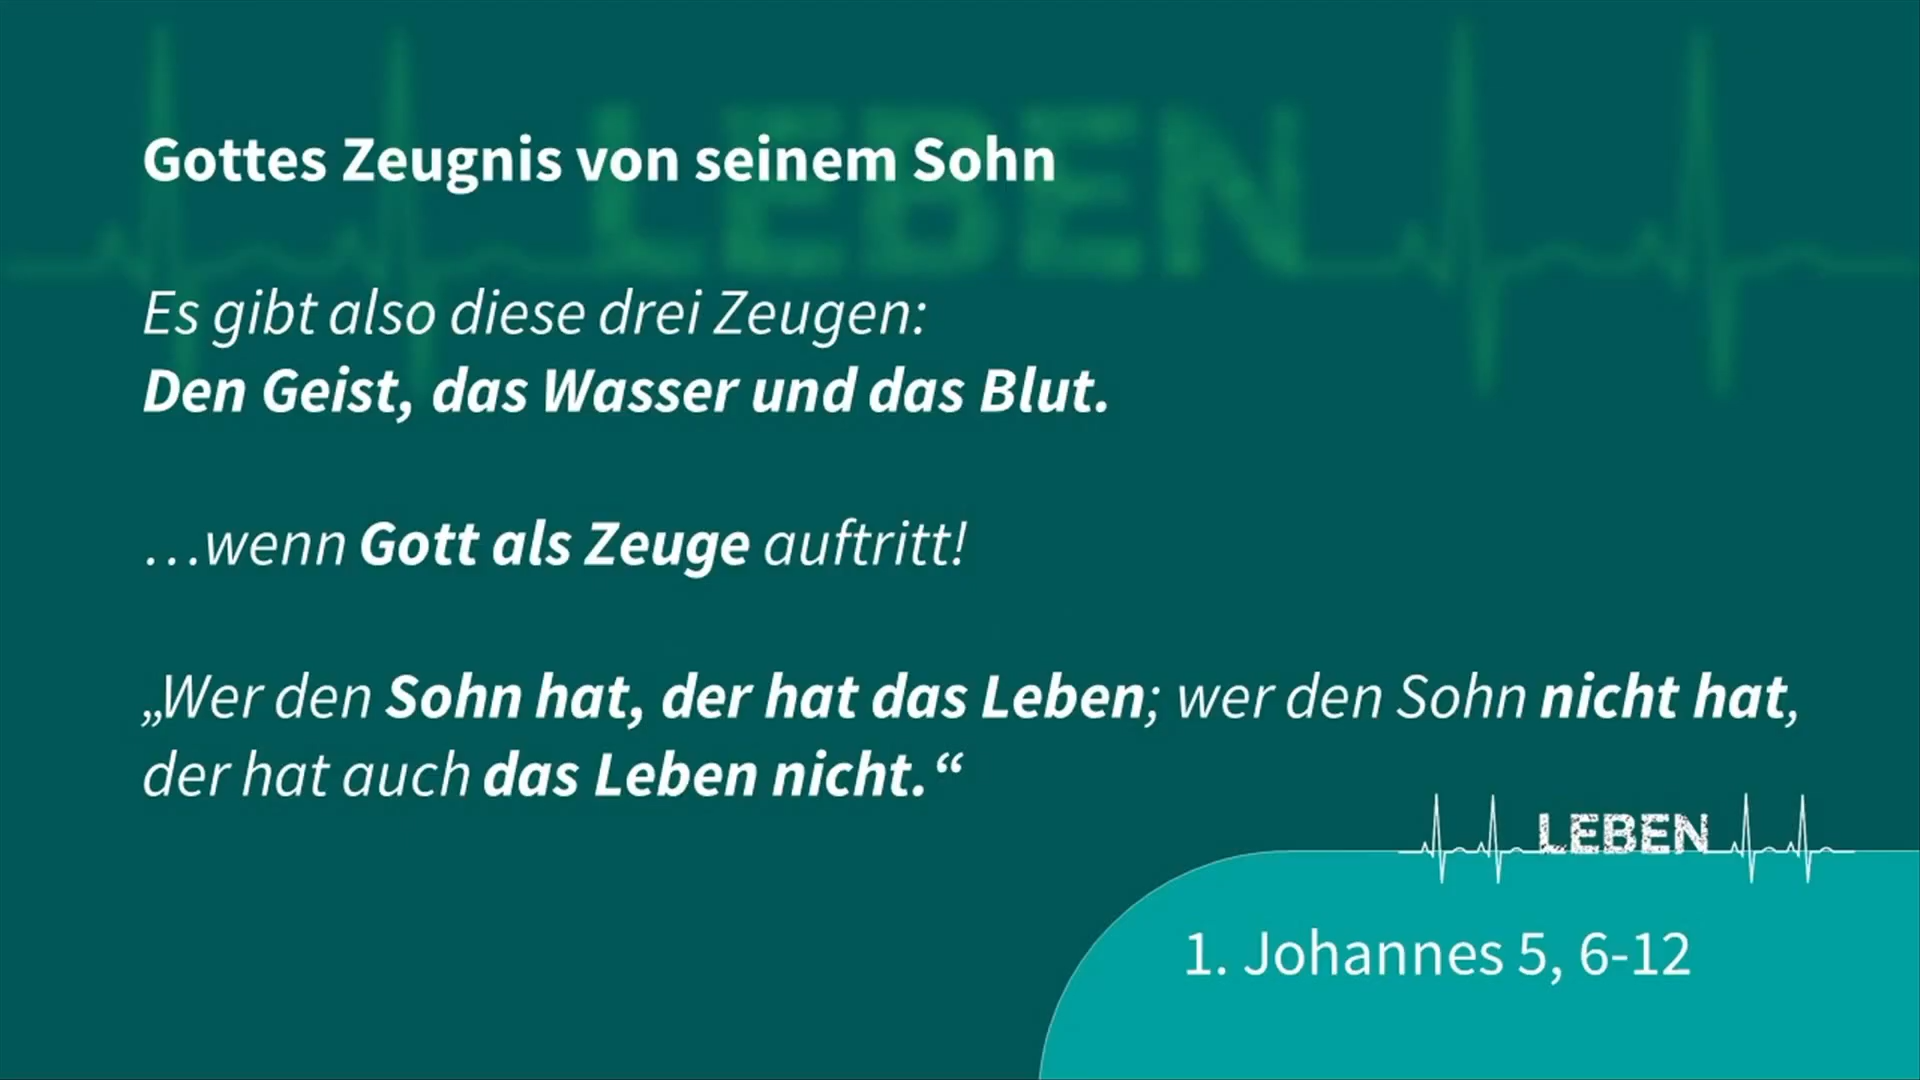 LEBEN
Gottes Zeugnis von seinem Sohn
Es gibt also diese drei Zeugen:
Den Geist, das Wasser und das Blut.
…wenn Gott als Zeuge auftritt!
„Wer den Sohn hat, der hat das Leben; wer den Sohn nicht hat,
der hat auch das Leben nicht.“
LEBEN
1. Johannes 5, 6-12